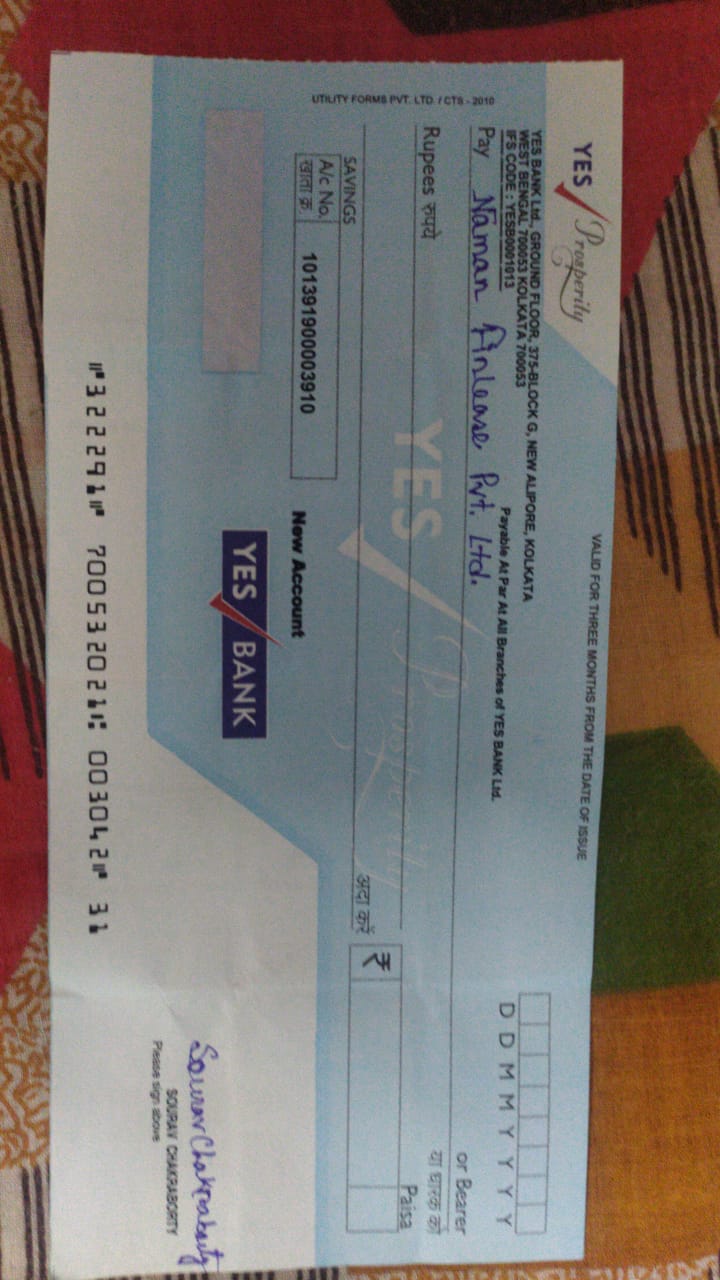 YES Prosperity
VALID FOR THREE MONTHS FROM THE DATE OF ISSUE
YES BANK Ltd. GROUND FLOOR, 375-BLOCK G, NEW ALIPORE, KOLKATA
WEST BENGAL 700053 KOLKATA 700053
IFS CODE : YESB0001013
Payable At Par At All Branches of YES BANK Ltd.
D D M M Y Y Y Y
Pay Naman Finlease Pvt. Ltd.
or Bearer
या धारक को
Rupees रुपये
Paisa
YES Prosperity
अदा करें
₹
SAVINGS
A/c No.
खाता क्र.
101391900003910
New Account
YES BANK
UTILITY FORMS PVT. LTD. / CTS - 2010
Sourav Chakraborty
SOURAV CHAKRABORTY
Please sign above
⑈322291⑈ 700532021⑆ 003042⑈ 31